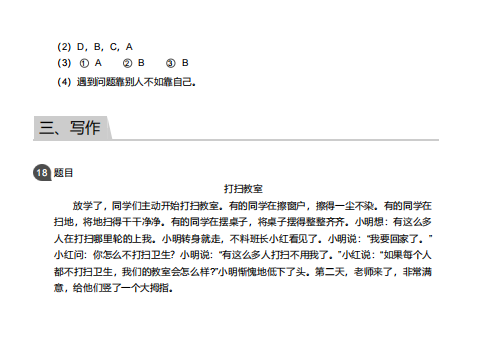 (2) D，B，C，A
(3) ① A ② B ③ B
(4) 遇到问题靠别人不如靠自己。
三、写作
18 题目
打扫教室
放学了，同学们主动开始打扫教室。有的同学在擦窗户，擦得一尘不染。有的同学在
扫地，将地扫得干干净净。有的同学在摆桌子，将桌子摆得整整齐齐。小明想：有这么多
人在打扫哪里轮的上我。小明转身就走，不料班长小红看见了。小明说：“我要回家了。”
小红问：你怎么不打扫卫生？小明说：“有这么多人打扫不用我了。”小红说：“如果每个人
都不打扫卫生，我们的教室会怎么样？”小明惭愧地低下了头。第二天，老师来了，非常满
意，给他们竖了一个大拇指。